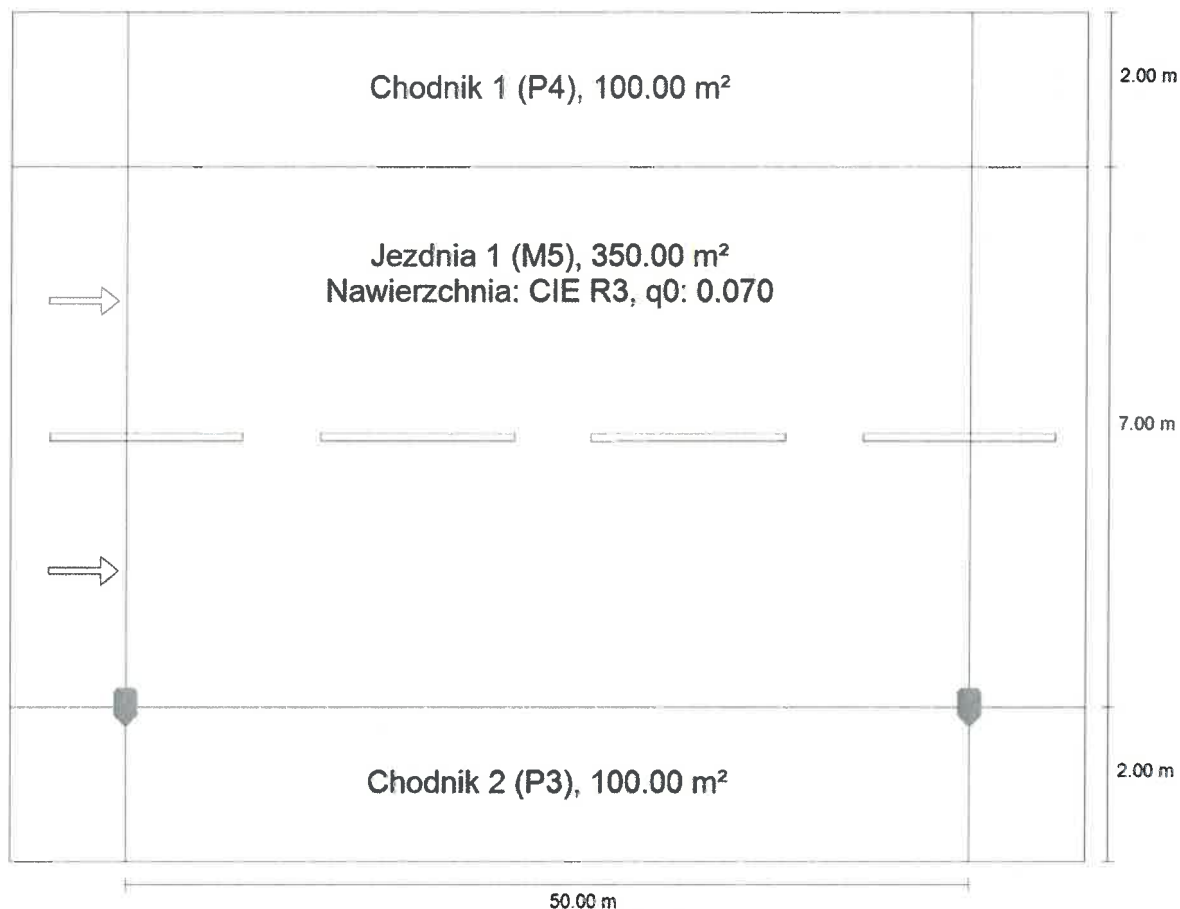 Chodnik 1 (P4), 100.00 m²
2.00 m
Jezdnia 1 (M5), 350.00 m²
Nawierzchnia: CIE R3, q0: 0.070
7.00 m
Chodnik 2 (P3), 100.00 m²
2.00 m
50.00 m